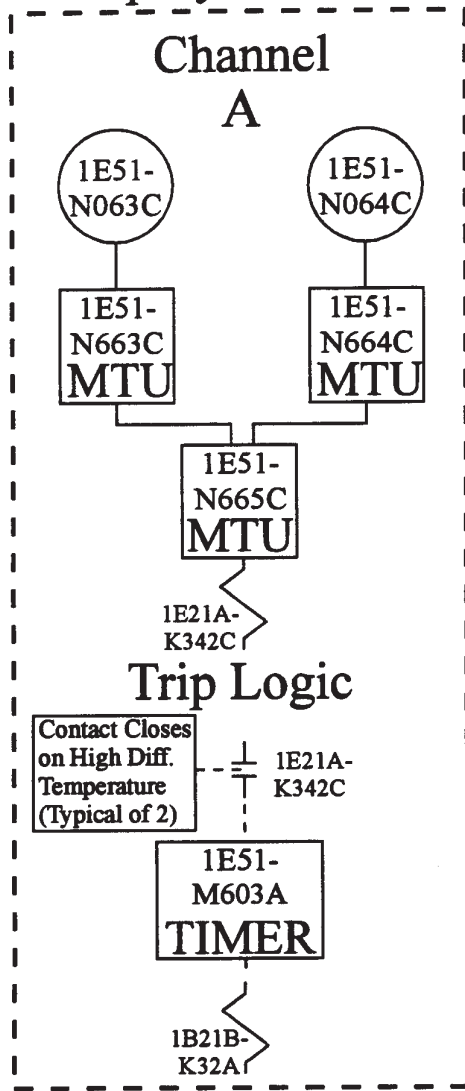 Channel
A
1E51-
N063C
1E51-
N064C
1E51-
N663C
MTU
1E51-
N664C
MTU
1E51-
N665C
MTU
1E21A-
K342C
Trip Logic
Contact Closes
on High Diff.
Temperature
(Typical of 2)
1E21A-
K342C
1E51-
M603A
TIMER
1B21B-
K32A